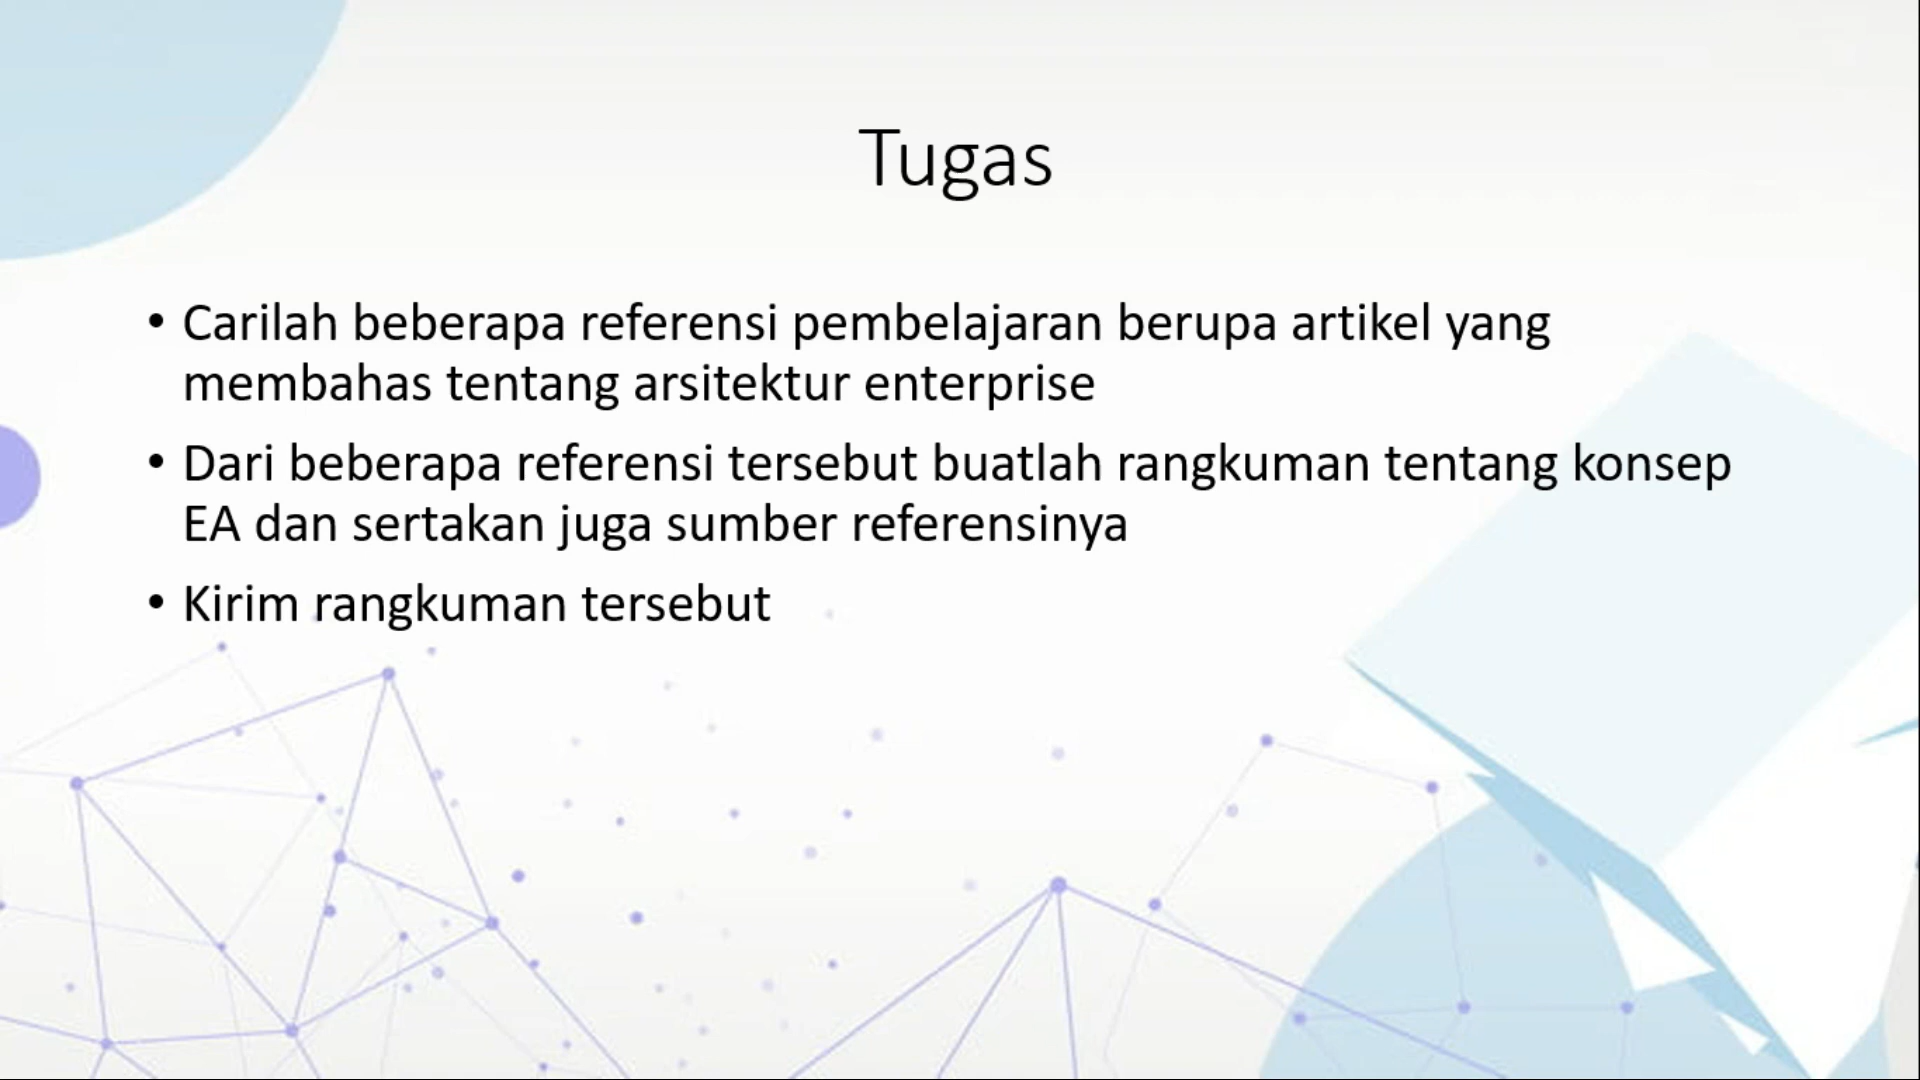 Tugas
• Carilah beberapa referensi pembelajaran berupa artikel yang
membahas tentang arsitektur enterprise
• Dari beberapa referensi tersebut buatlah rangkuman tentang konsep
EA dan sertakan juga sumber referensinya
• Kirim rangkuman tersebut